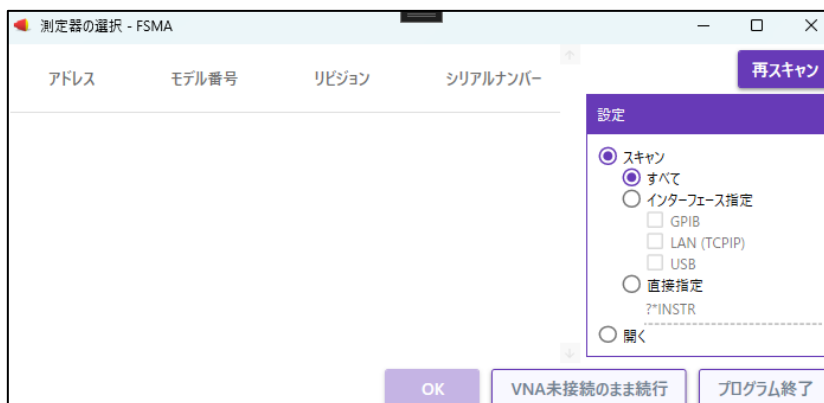 測定器の選択 - FSMA
再スキャン
アドレス モデル番号 リビジョン シリアルナンバー
設定
スキャン
すべて
インターフェース指定
GPIB
LAN (TCPIP)
USB
直接指定
?*INSTR
開く
OK VNA未接続のまま続行 プログラム終了